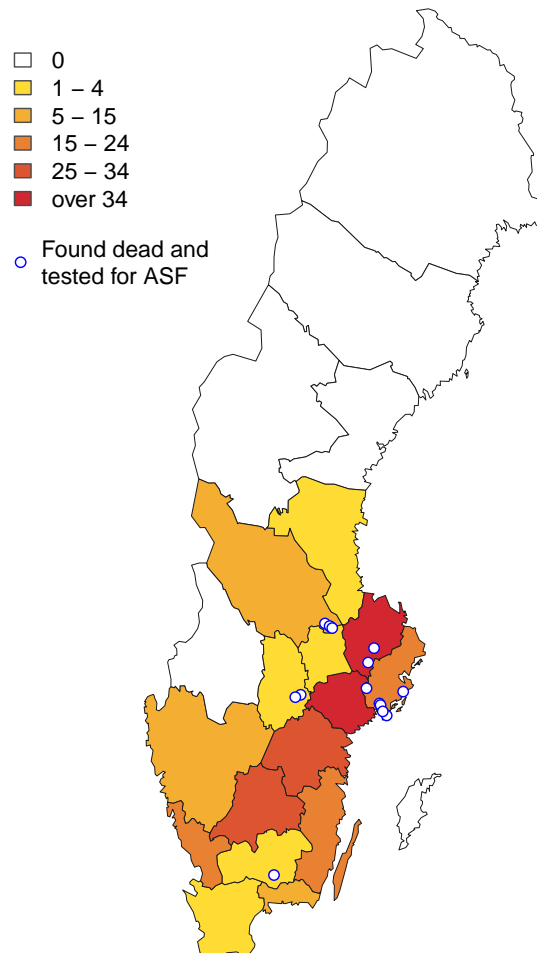 0
1 – 4
5 – 15
15 – 24
25 – 34
over 34
Found dead and
tested for ASF